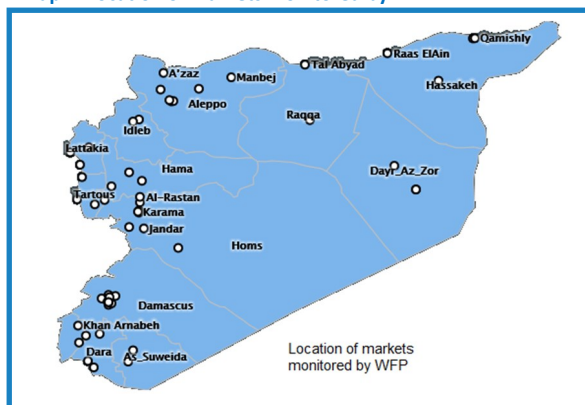 Qamishly
Raas ElAin
Tal Abyad
A'zaz
Manbej
Hassakeh
Aleppo
Raqqa
Idleb
Lattakia
Hama
Dayr_Az_Zor
Tartous
Al-Rastan
Karama
Jandar
Homs
Damascus
Khan Arnabeh
Dara
As_Suweida
Location of markets
monitored by WFP